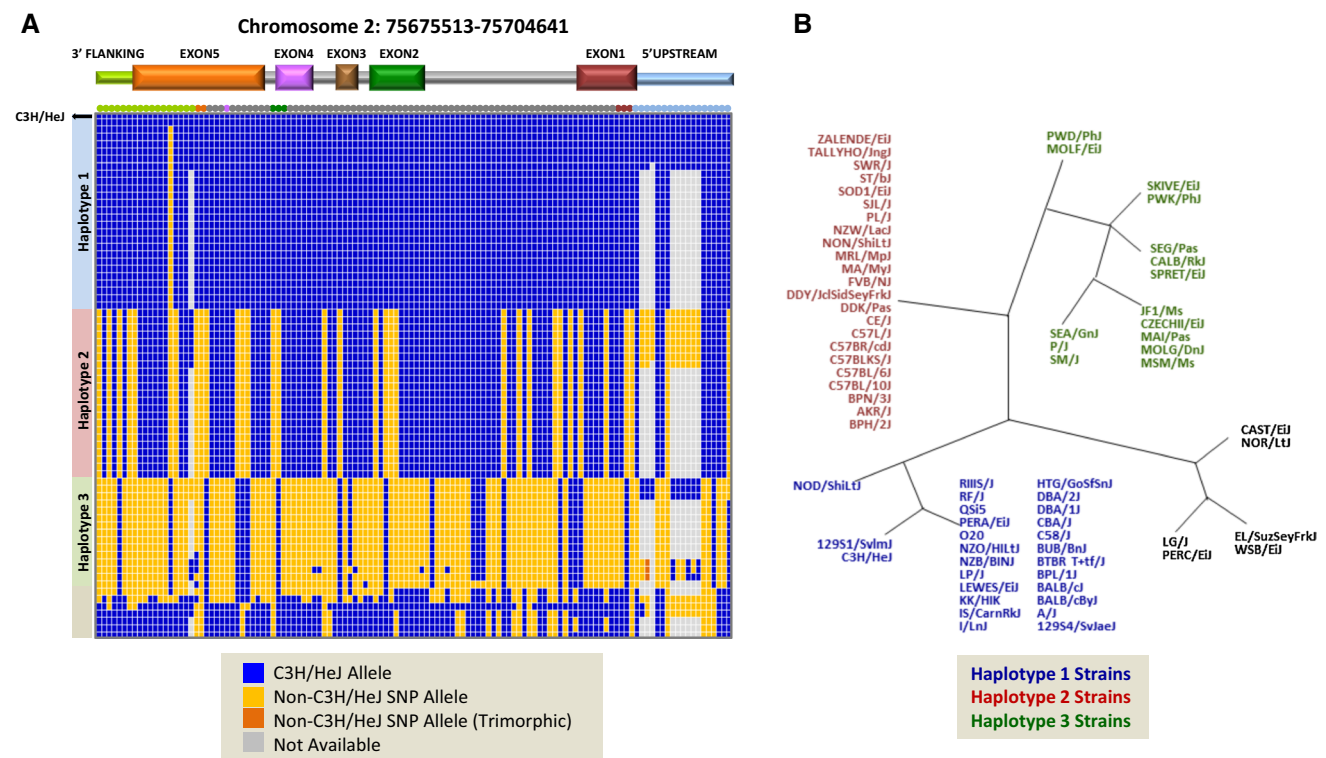 A
Chromosome 2: 75675513-75704641
3' FLANKING
EXON5
EXON4
EXON3
EXON2
EXON1
5'UPSTREAM
C3H/HeJ
Haplotype 1
Haplotype 2
Haplotype 3
C3H/HeJ Allele
Non-C3H/HeJ SNP Allele
Non-C3H/HeJ SNP Allele (Trimorphic)
Not Available
B
ZALENDE/EiJ
TALLYHO/JngJ
SWR/J
ST/bJ
SOD1/EiJ
SJL/J
PL/J
NZW/LacJ
NON/ShiLtJ
MRL/MpJ
MA/MyJ
FVB/NJ
DDY/JclSidSeyFrkJ
DDK/Pas
CE/J
C57L/J
C57BR/cdJ
C57BLKS/J
C57BL/6J
C57BL/10J
BPN/3J
AKR/J
BPH/2J
PWD/PhJ
MOLF/EiJ
SKIVE/EiJ
PWK/PhJ
SEG/Pas
CALB/RkJ
SPRET/EiJ
SEA/GnJ
P/J
SM/J
JF1/Ms
CZECHII/EiJ
MAI/Pas
MOLG/DnJ
MSM/Ms
CAST/EiJ
NOR/LtJ
LG/J
PERC/EiJ
EL/SuzSeyFrkJ
WSB/EiJ
NOD/ShiLtJ
129S1/SvlmJ
C3H/HeJ
RIIIS/J
RF/J
QSi5
PERA/EiJ
O20
NZO/HILtJ
NZB/BINJ
LP/J
LEWES/EiJ
KK/HIK
IS/CarnRkJ
I/LnJ
HTG/GoSfSnJ
DBA/2J
DBA/1J
CBA/J
C58/J
BUB/BnJ
BTBR T+tf/J
BPL/1J
BALB/cJ
BALB/cByJ
A/J
129S4/SvJaeJ
Haplotype 1 Strains
Haplotype 2 Strains
Haplotype 3 Strains